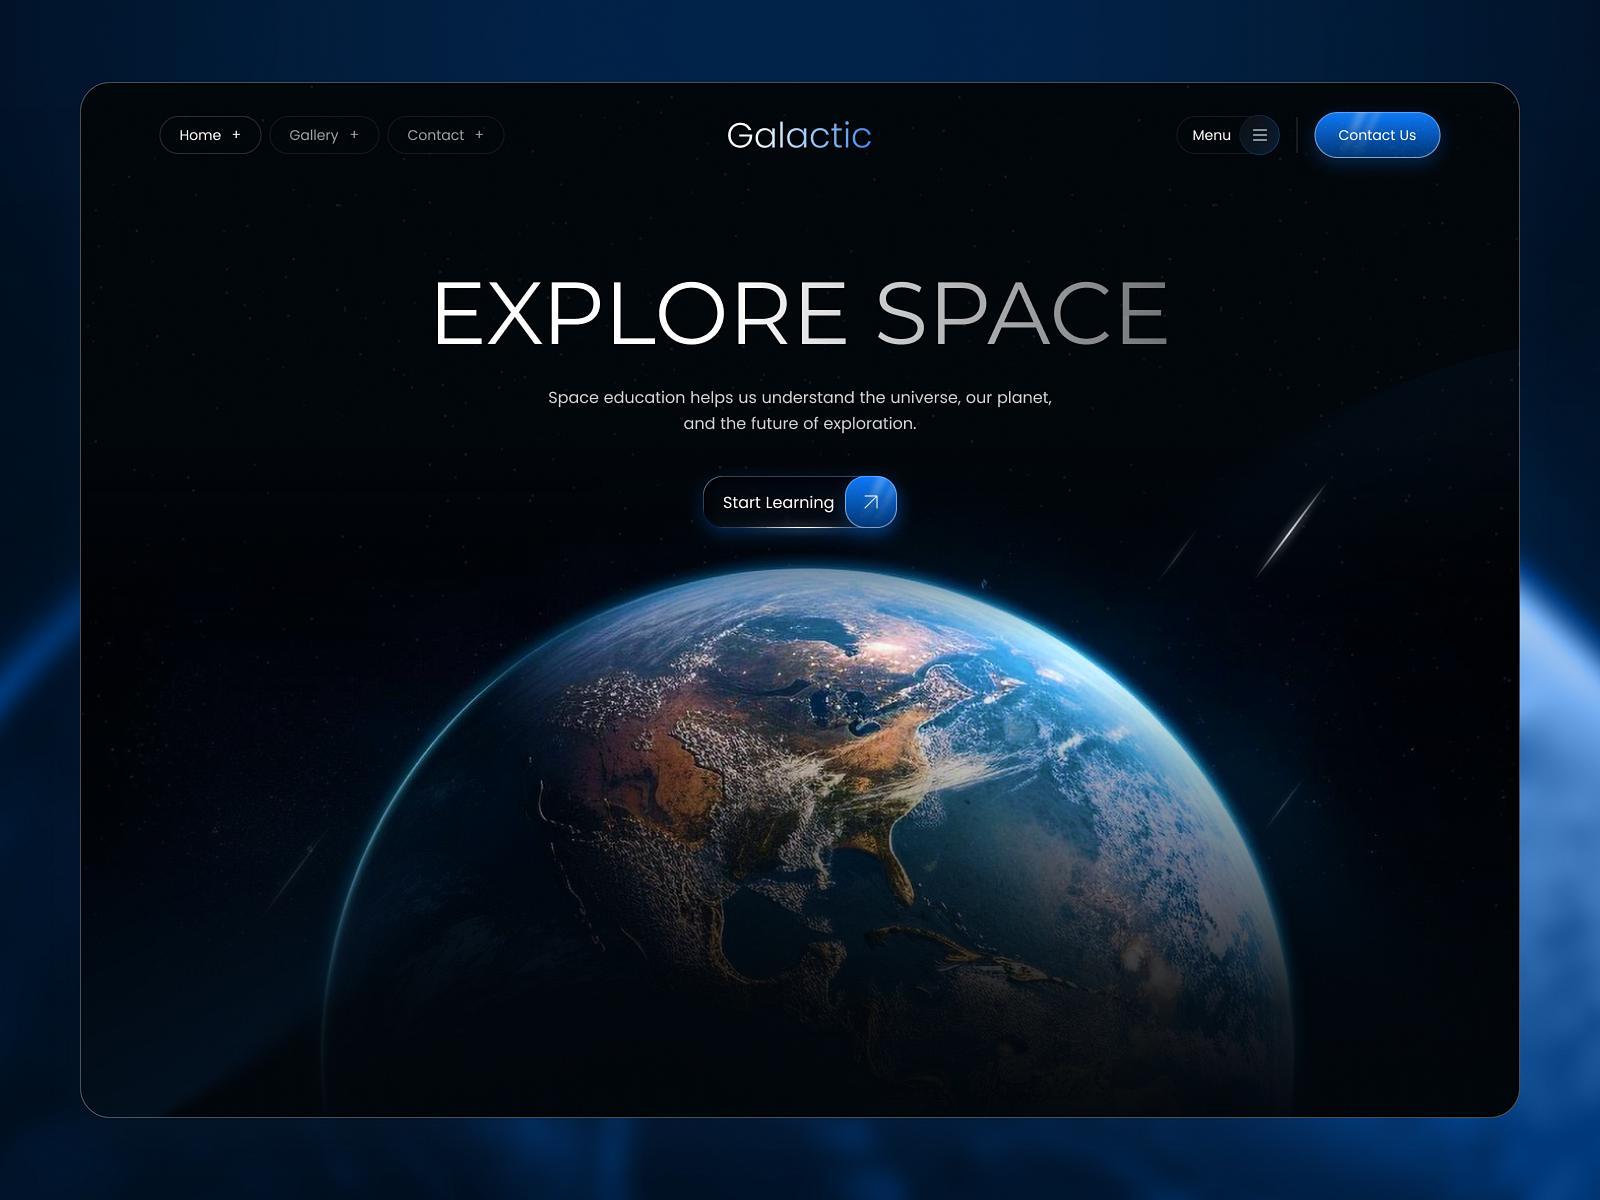 Home +
Gallery +
Contact +
Galactic
Menu
Contact Us
EXPLORE SPACE
Space education helps us understand the universe, our planet,
and the future of exploration.
Start Learning